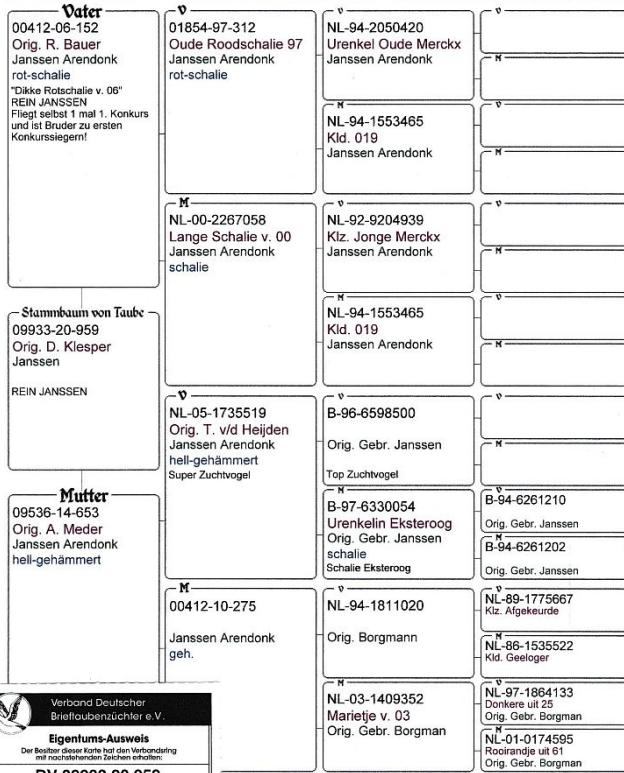 Vater
00412-06-152
Orig. R. Bauer
Janssen Arendonk
rot-schalie
"Dikke Rotschalie v. 06"
REIN JANSSEN
Fliegt selbst 1 mal 1. Konkurs
und ist Bruder zu ersten
Konkurssiegern!
Stammbaum von Taube
09933-20-959
Orig. D. Klesper
Janssen
REIN JANSSEN
Mutter
09536-14-653
Orig. A. Meder
Janssen Arendonk
hell-gehämmert
V
01854-97-312
Oude Roodschalie 97
Janssen Arendonk
rot-schalie
M
NL-00-2267058
Lange Schalie v. 00
Janssen Arendonk
schalie
V
NL-05-1735519
Orig. T. v/d Heijden
Janssen Arendonk
hell-gehämmert
Super Zuchtvogel
M
00412-10-275
Janssen Arendonk
geh.
V
NL-94-2050420
Urenkel Oude Merckx
Janssen Arendonk
M
NL-94-1553465
Kld. 019
Janssen Arendonk
V
NL-92-9204939
Klz. Jonge Merckx
Janssen Arendonk
M
NL-94-1553465
Kld. 019
Janssen Arendonk
V
B-96-6598500
Orig. Gebr. Janssen
Top Zuchtvogel
M
B-97-6330054
Urenkelin Eksteroog
Orig. Gebr. Janssen
schalie
Schalie Eksteroog
V
NL-94-1811020
Orig. Borgmann
M
NL-03-1409352
Marietje v. 03
Orig. Gebr. Borgman
V
M
V
M
V
M
V
M
V
M
V
B-94-6261210
Orig. Gebr. Janssen
M
B-94-6261202
Orig. Gebr. Janssen
V
NL-89-1775667
Klz. Afgekeurde
M
NL-86-1535522
Kld. Geeloger
V
NL-97-1864133
Donkere uit 25
Orig. Gebr. Borgman
M
NL-01-0174595
Rooirandje uit 61
Orig. Gebr. Borgman
Verband Deutscher
Brieftaubenzüchter e.V.
Eigentums-Ausweis
Der Besitzer dieser Karte hat den Verbandsring
mit nachstehenden Zeichen erhalten: